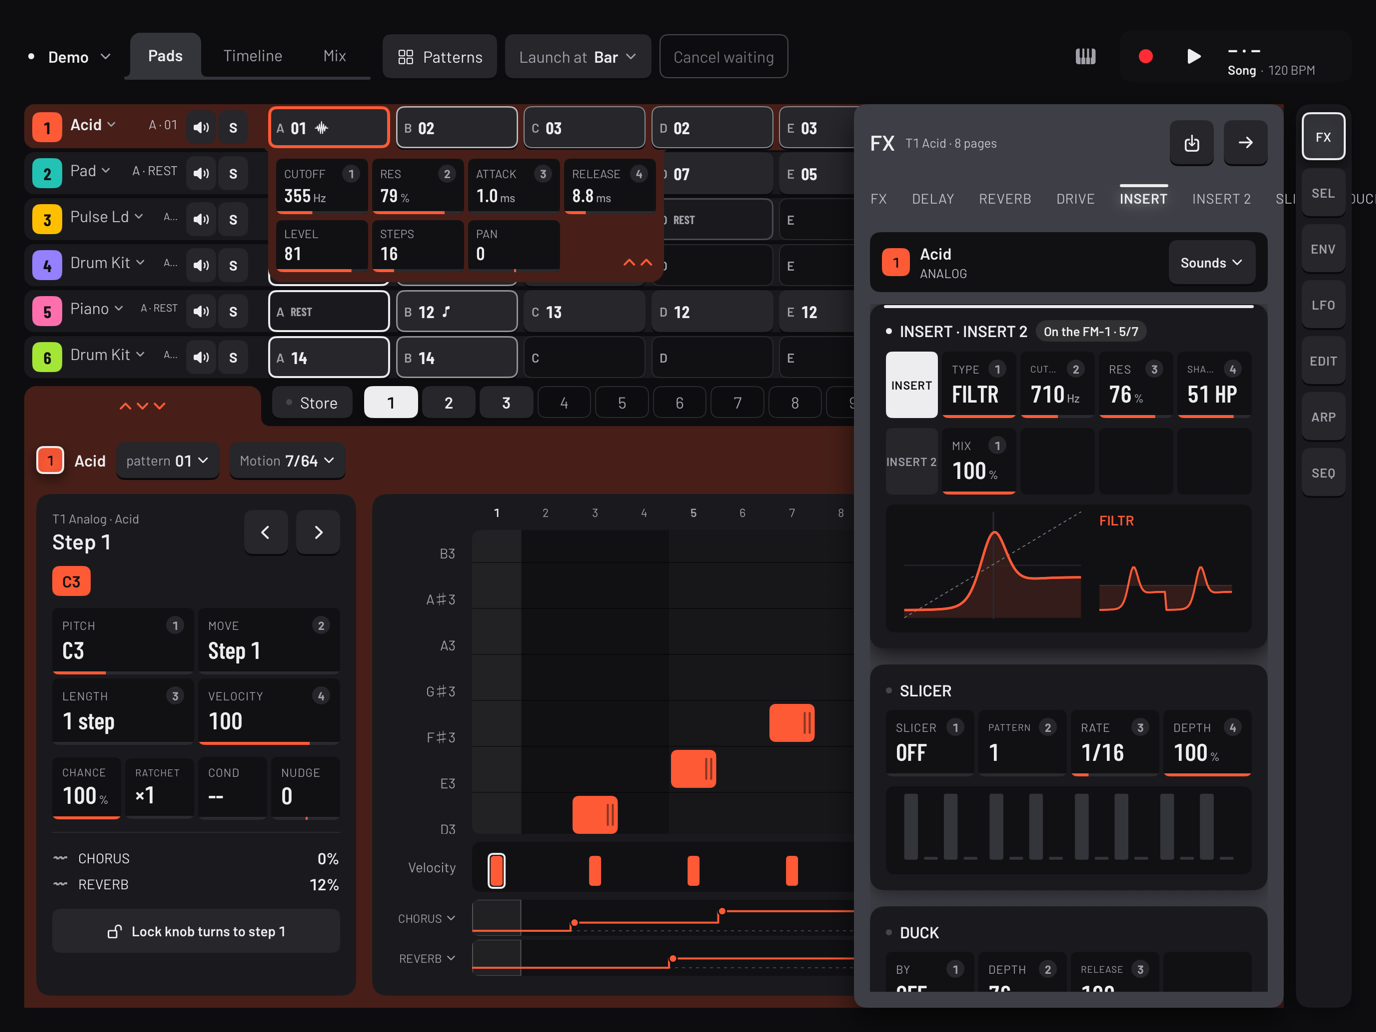 Demo
Pads
Timeline
Mix
Patterns
Launch at Bar
Cancel waiting
Song · 120 BPM
1 Acid A · 01 S
A 01
B 02
C 03
D 02
E 03
2 Pad A · REST S
07
E 05
3 Pulse Ld A... S
REST
E
4 Drum Kit A... S
E
CUTOFF 1
355 Hz
RES 2
79 %
ATTACK 3
1.0 ms
RELEASE 4
8.8 ms
LEVEL
81
STEPS
16
PAN
0
5 Piano A · REST S
A REST
B 12
C 13
D 12
E 12
6 Drum Kit A... S
A 14
B 14
C
D
E
Store
1 2 3 4 5 6 7 8 9
1 Acid
pattern 01
Motion 7/64
T1 Analog · Acid
Step 1
C3
PITCH 1
C3
MOVE 2
Step 1
LENGTH 3
1 step
VELOCITY 4
100
CHANCE
100 %
RATCHET
×1
COND
--
NUDGE
0
CHORUS 0%
REVERB 12%
Lock knob turns to step 1
1 2 3 4 5 6 7 8
B3
A♯3
A3
G♯3
F♯3
E3
D3
Velocity
CHORUS
REVERB
FX T1 Acid · 8 pages
FX
DELAY
REVERB
DRIVE
INSERT
INSERT 2
1 Acid
ANALOG
Sounds
INSERT · INSERT 2 On the FM-1 · 5/7
INSERT
TYPE 1
FILTR
CUT... 2
710 Hz
RES 3
76 %
SHA... 4
51 HP
INSERT 2
MIX 1
100 %
FILTR
SLICER
SLICER 1
OFF
PATTERN 2
1
RATE 3
1/16
DEPTH 4
100 %
DUCK
BY 1
OFF
DEPTH 2
76
RELEASE 3
100
FX
SEL
ENV
LFO
EDIT
ARP
SEQ